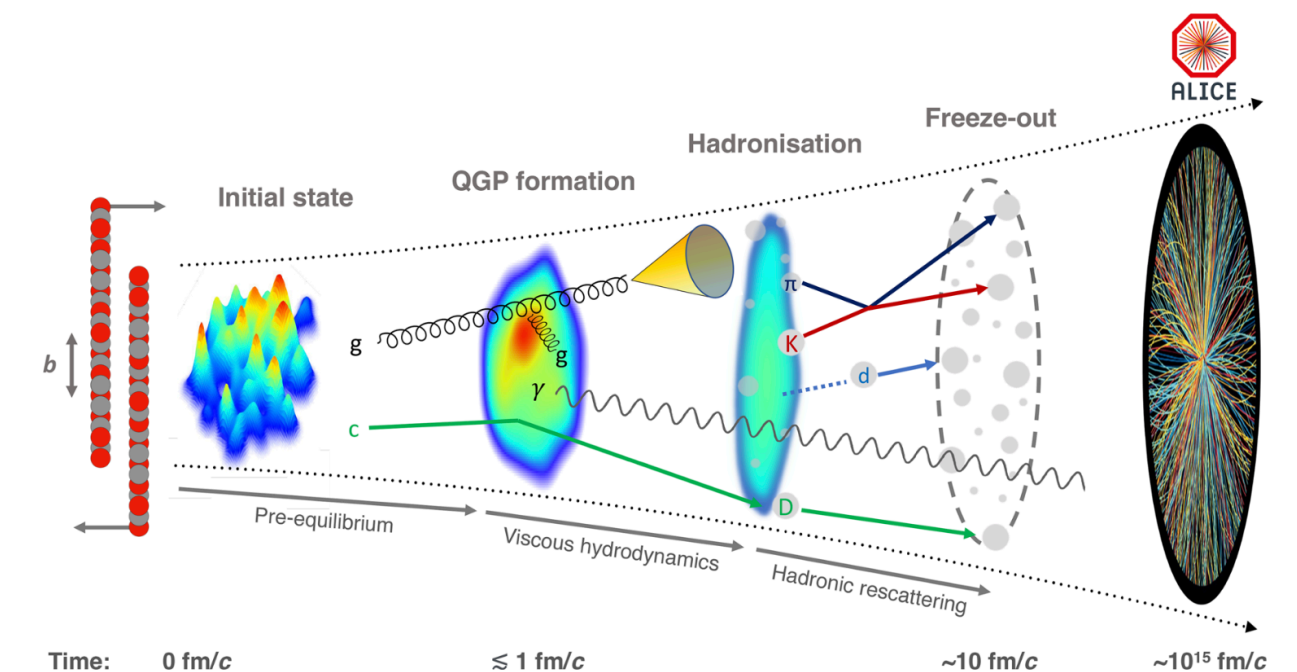 ALICE
Freeze-out
Hadronisation
QGP formation
Initial state
π
g
g
K
b
d
γ
c
D
Pre-equilibrium
Viscous hydrodynamics
Hadronic rescattering
Time: 0 fm/c ≲ 1 fm/c ~10 fm/c ~10¹⁵ fm/c